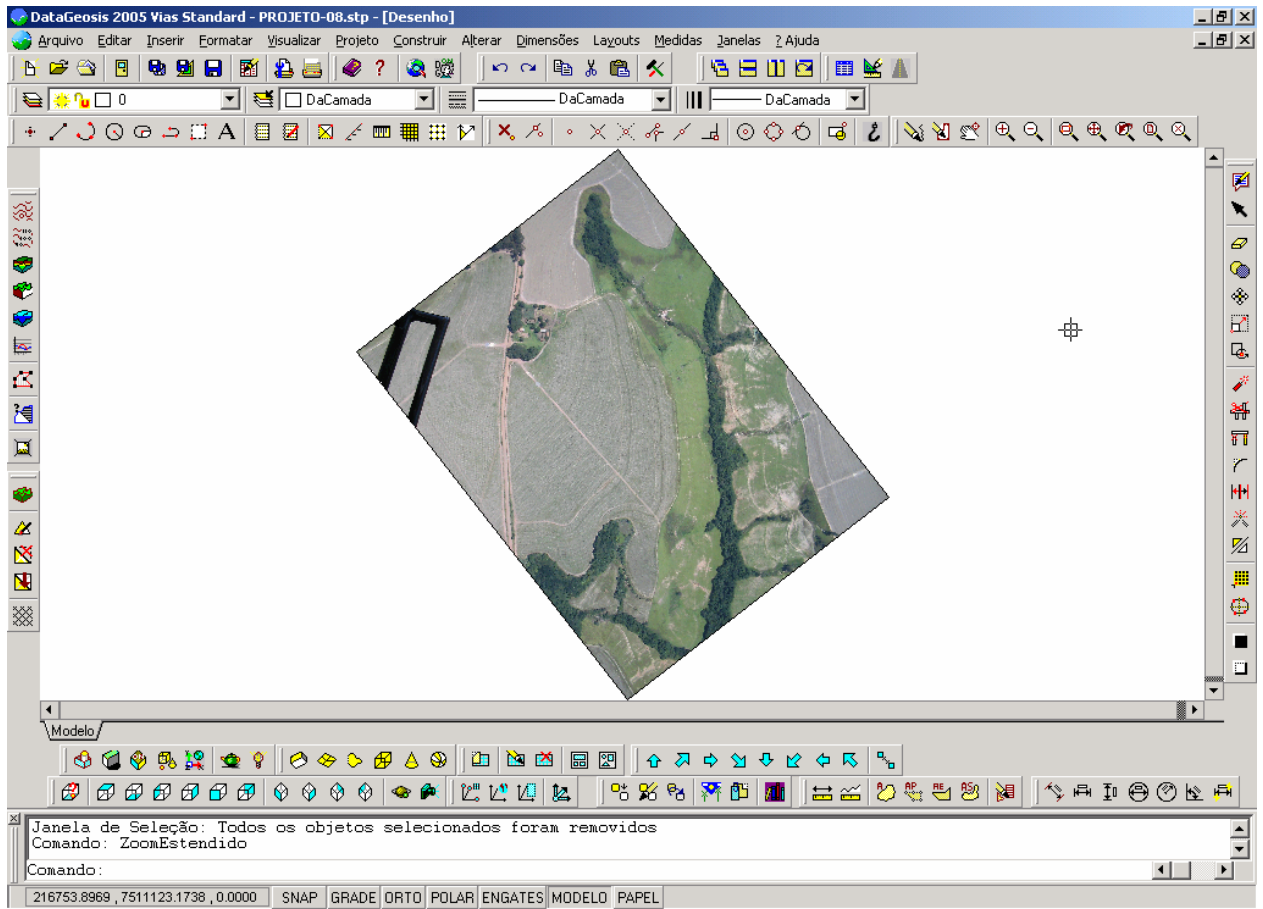 DataGeosis 2005 Vias Standard - PROJETO-08.stp - [Desenho]
Arquivo Editar Inserir Formatar Visualizar Projeto Construir Alterar Dimensões Layouts Medidas Janelas ? Ajuda
0 DaCamada DaCamada DaCamada
Modelo
Janela de Seleção: Todos os objetos selecionados foram removidos
Comando: ZoomEstendido
Comando:
216753.8969 , 7511123.1738 , 0.0000 SNAP GRADE ORTO POLAR ENGATES MODELO PAPEL